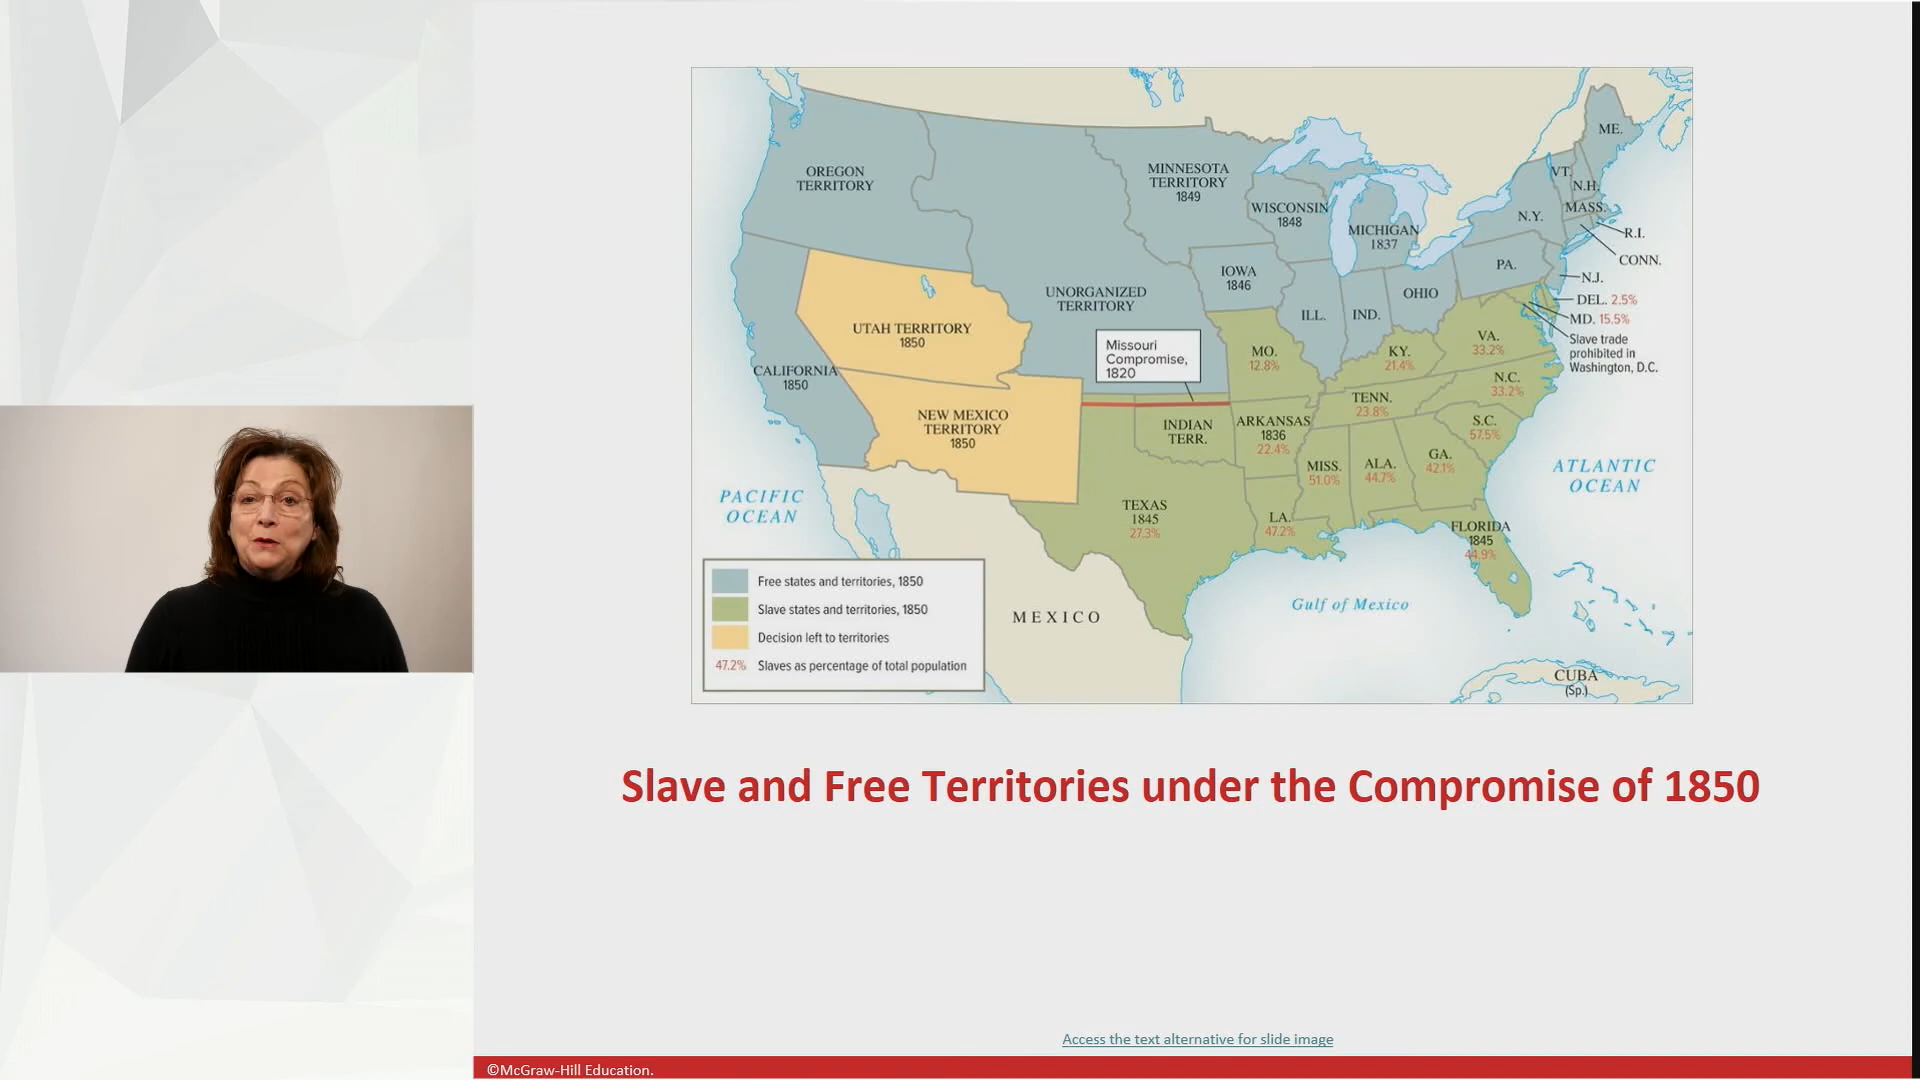 ME.
OREGON
TERRITORY
MINNESOTA
TERRITORY
1849
VT.
N.H.
WISCONSIN
1848
MASS.
N.Y.
MICHIGAN
1837
R.I.
CONN.
PA.
N.J.
IOWA
1846
UNORGANIZED
TERRITORY
OHIO
DEL. 2.5%
MD. 15.5%
ILL.
IND.
UTAH TERRITORY
1850
Slave trade
prohibited in
Washington, D.C.
VA.
33.2%
Missouri
Compromise,
1820
MO.
12.8%
KY.
21.4%
CALIFORNIA
1850
N.C.
33.2%
TENN.
23.8%
NEW MEXICO
TERRITORY
1850
INDIAN
TERR.
ARKANSAS
1836
22.4%
S.C.
57.5%
MISS.
51.0%
ALA.
44.7%
GA.
42.1%
ATLANTIC
OCEAN
PACIFIC
OCEAN
TEXAS
1845
27.3%
LA.
47.2%
FLORIDA
1845
44.9%
Free states and territories, 1850
Slave states and territories, 1850
Decision left to territories
47.2% Slaves as percentage of total population
MEXICO
Gulf of Mexico
CUBA
(Sp.)
Slave and Free Territories under the Compromise of 1850
Access the text alternative for slide image
©McGraw-Hill Education.